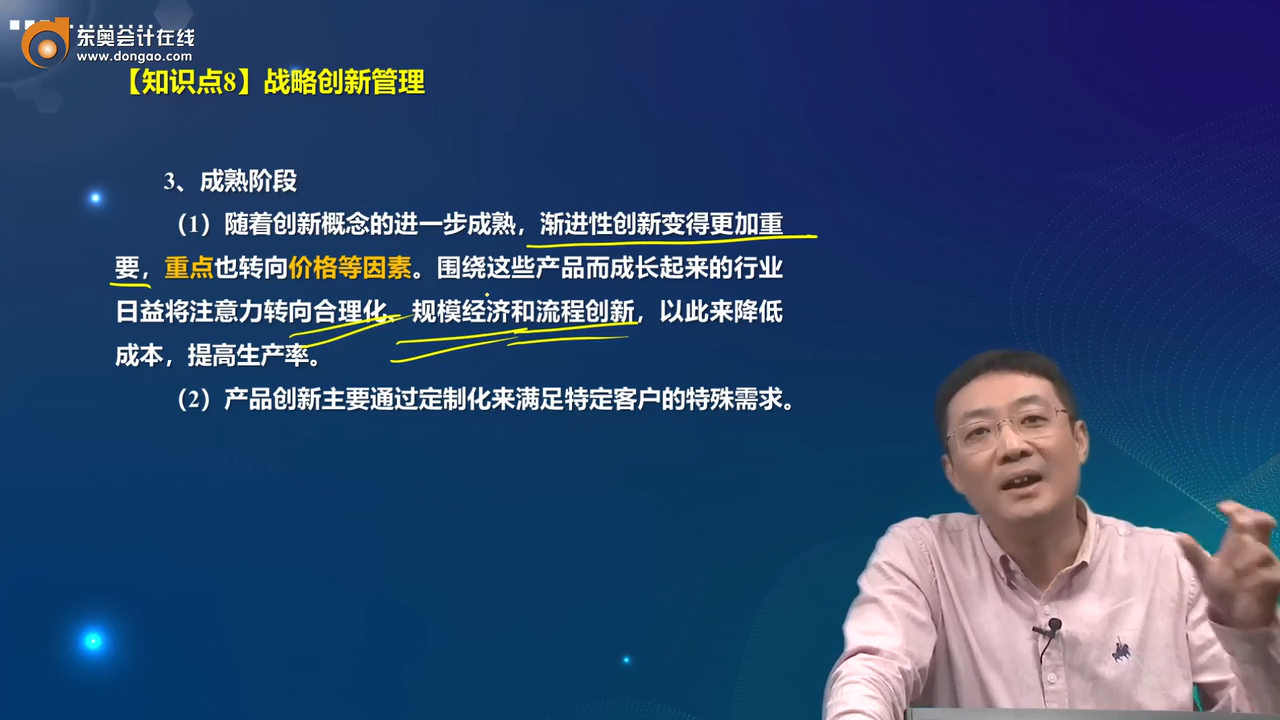 东奥会计在线
www.dongao.com
【知识点8】战略创新管理
3、成熟阶段
（1）随着创新概念的进一步成熟，渐进性创新变得更加重
要，重点也转向价格等因素。围绕这些产品而成长起来的行业
日益将注意力转向合理化、规模经济和流程创新，以此来降低
成本，提高生产率。
（2）产品创新主要通过定制化来满足特定客户的特殊需求。